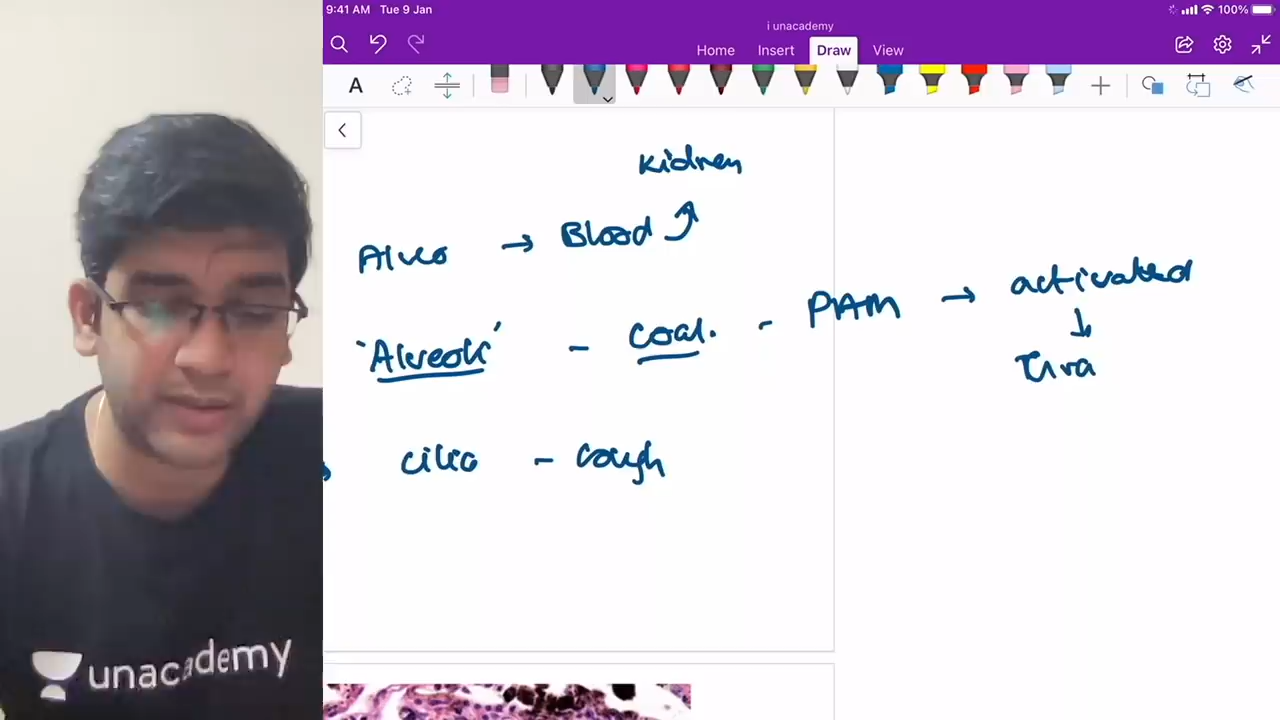 9:41 AM Tue 9 Jan
100%
i unacademy
Home Insert Draw View
A
Kidney
Alveo → Blood
'Alveoli' - Coal. - PAM → activated
cilia - cough
unacademy